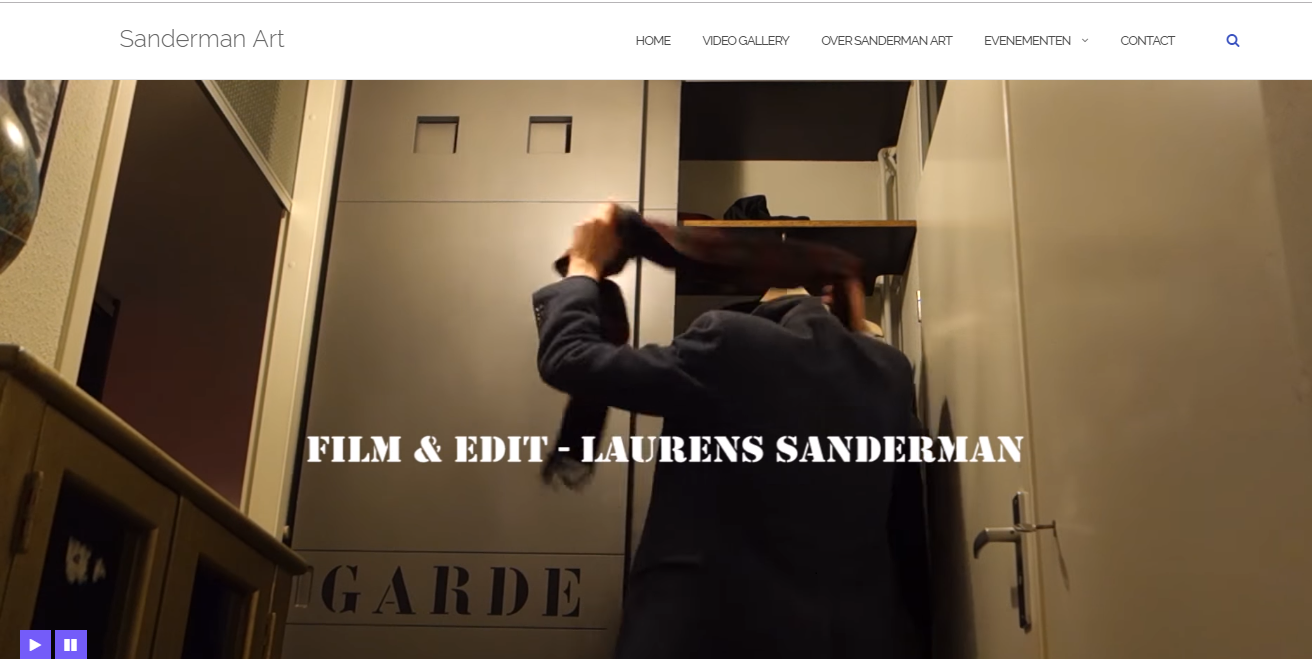 Sanderman Art
HOME VIDEO GALLERY OVER SANDERMAN ART EVENEMENTEN CONTACT
FILM & EDIT - LAURENS SANDERMAN
GARDE